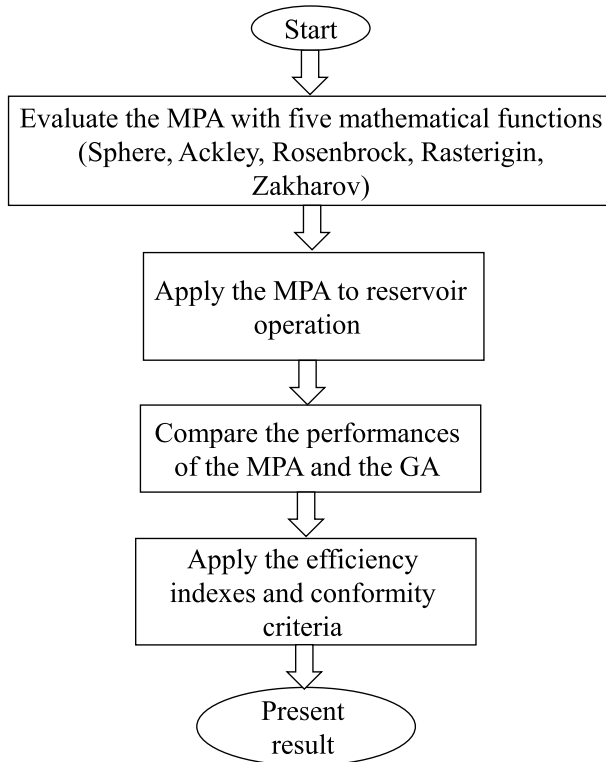 Start
Evaluate the MPA with five mathematical functions
(Sphere, Ackley, Rosenbrock, Rasterigin,
Zakharov)
Apply the MPA to reservoir
operation
Compare the performances
of the MPA and the GA
Apply the efficiency
indexes and conformity
criteria
Present
result